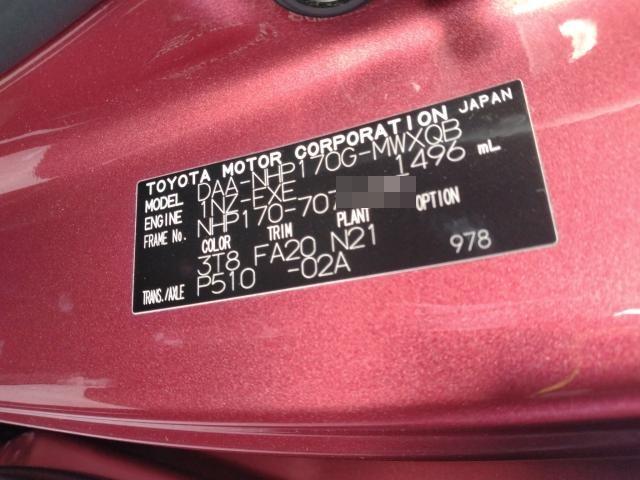 TOYOTA MOTOR CORPORATION JAPAN
MODEL DAA-NHP170G-MWXQB
ENGINE 1NZ-FXE 1496 mL
FRAME No. NHP170-707
COLOR TRIM PLANT OPTION
3T8 FA20 N21
TRANS./AXLE P510 -02A 978